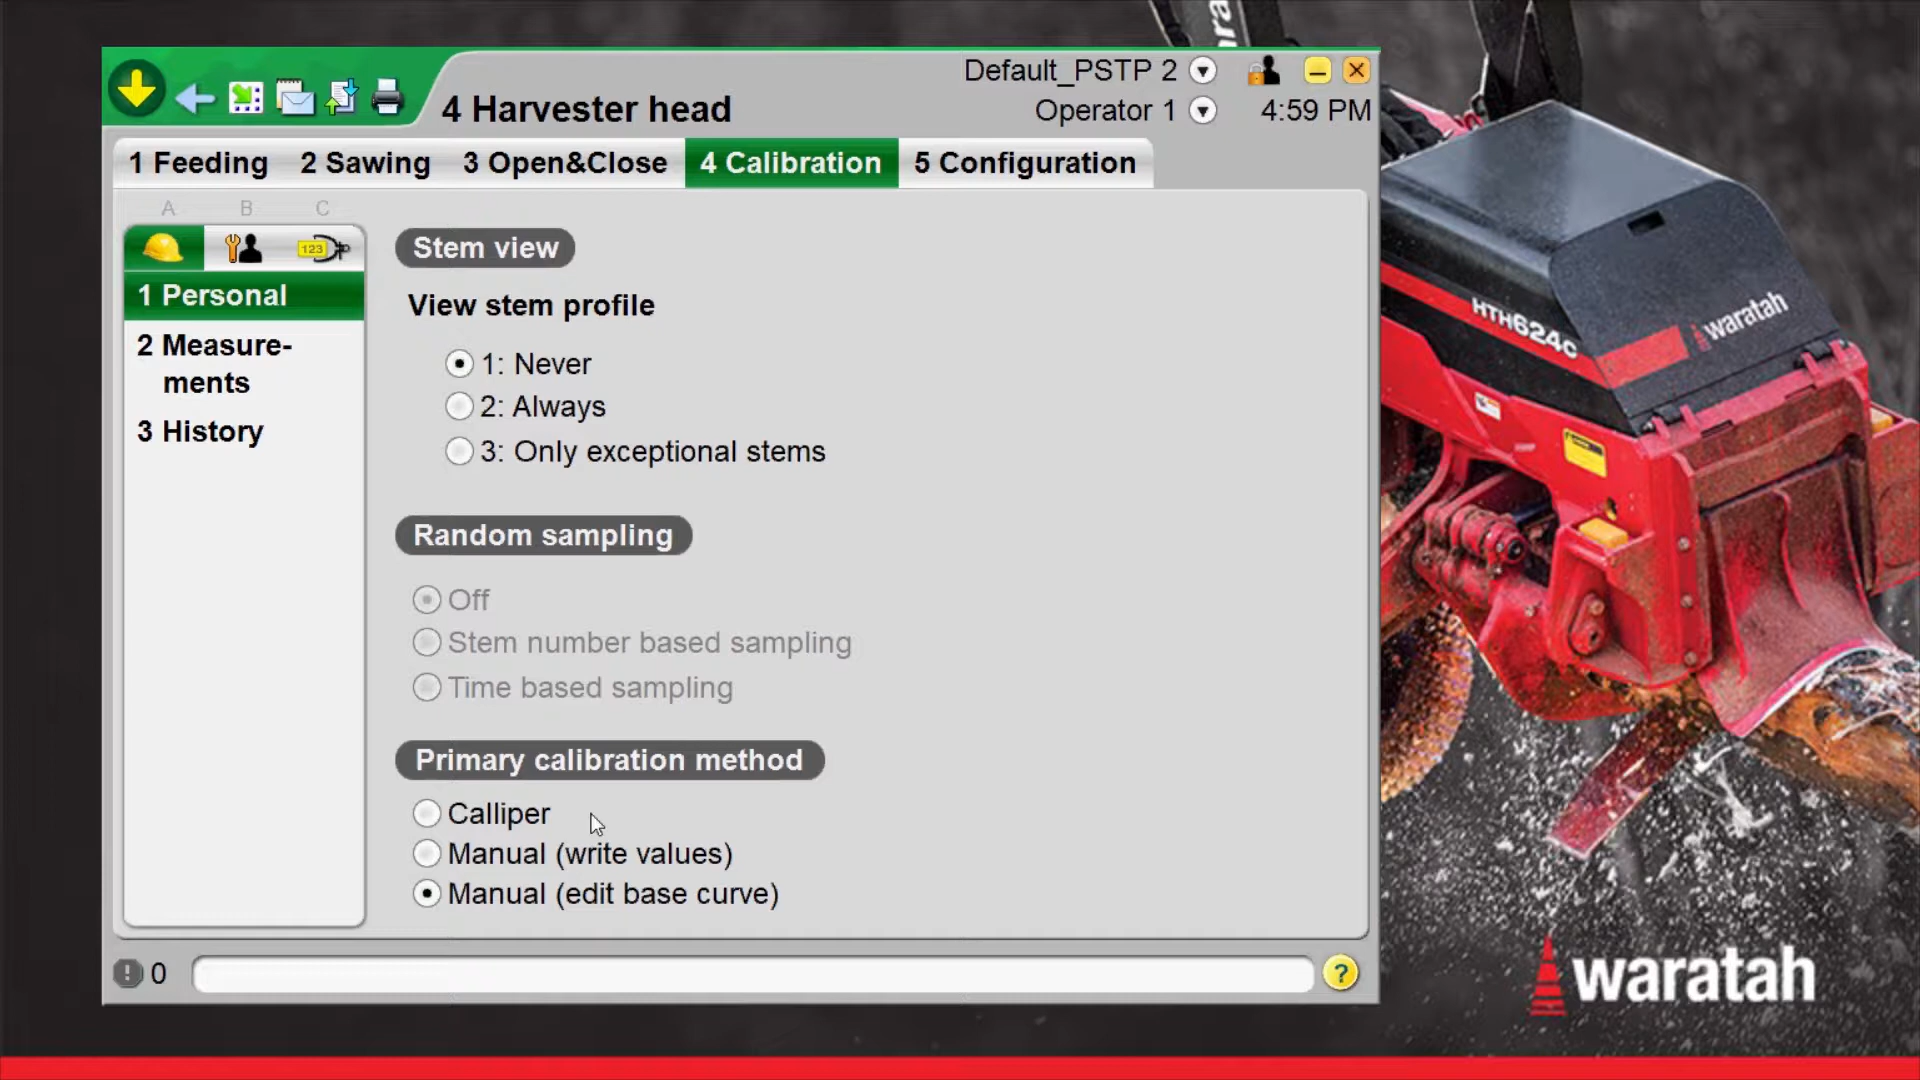 Default_PSTP 2
4 Harvester head
Operator 1
4:59 PM
1 Feeding
2 Sawing
3 Open&Close
4 Calibration
5 Configuration
A
B
C
123
1 Personal
2 Measure-
ments
3 History
Stem view
View stem profile
1: Never
2: Always
3: Only exceptional stems
Random sampling
Off
Stem number based sampling
Time based sampling
Primary calibration method
Calliper
Manual (write values)
Manual (edit base curve)
! 0
?
HTH624C
waratah
waratah